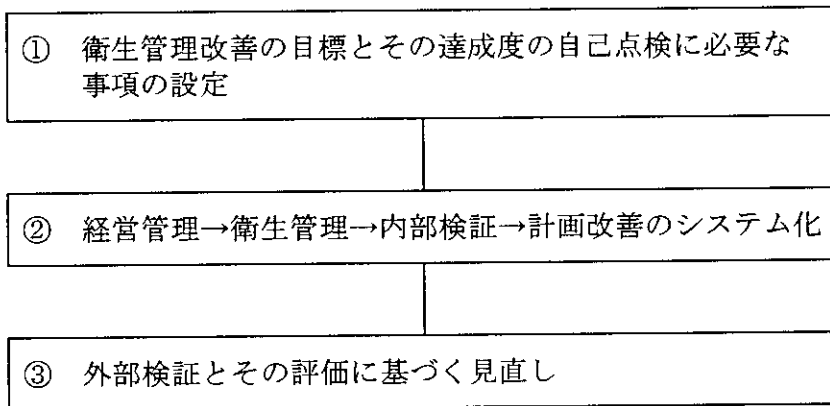 ① 衛生管理改善の目標とその達成度の自己点検に必要な
事項の設定
② 経営管理→衛生管理→内部検証→計画改善のシステム化
③ 外部検証とその評価に基づく見直し